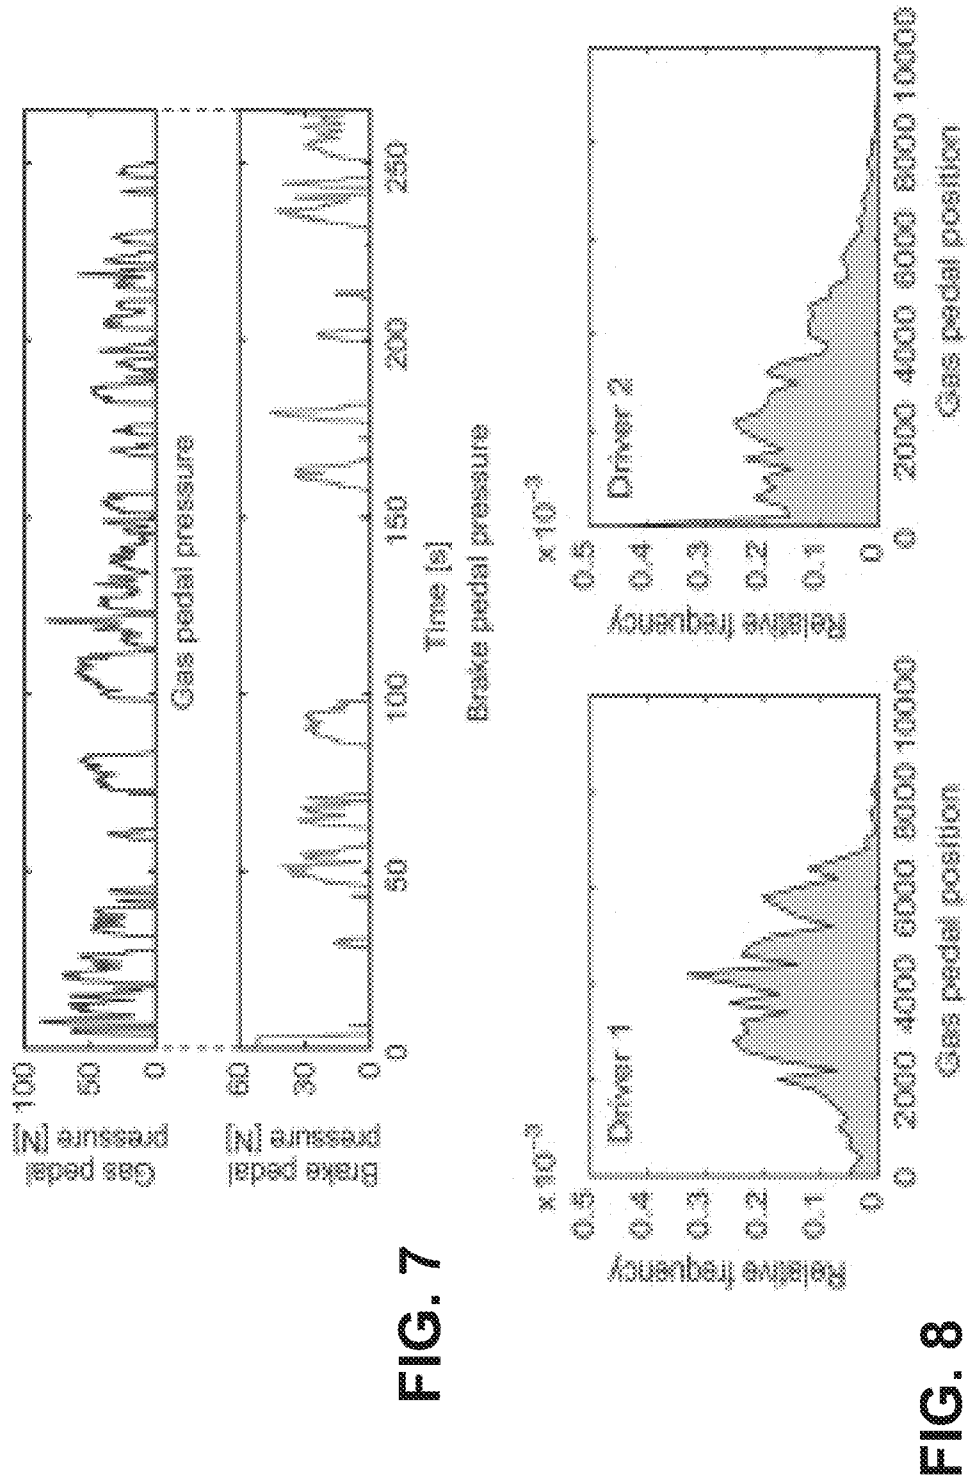 Gas pedal
pressure [N]
100
50
0
Gas pedal pressure
Brake pedal
pressure [N]
60
30
0
0 50 100 150 200 250
Time [s]
Brake pedal pressure
FIG. 7
x 10-3
Relative frequency
0.5
0.4
0.3
0.2
0.1
0
Driver 1
0 2000 4000 6000 8000 10000
Gas pedal position
x 10-3
Relative frequency
0.5
0.4
0.3
0.2
0.1
0
Driver 2
0 2000 4000 6000 8000 10000
Gas pedal position
FIG. 8